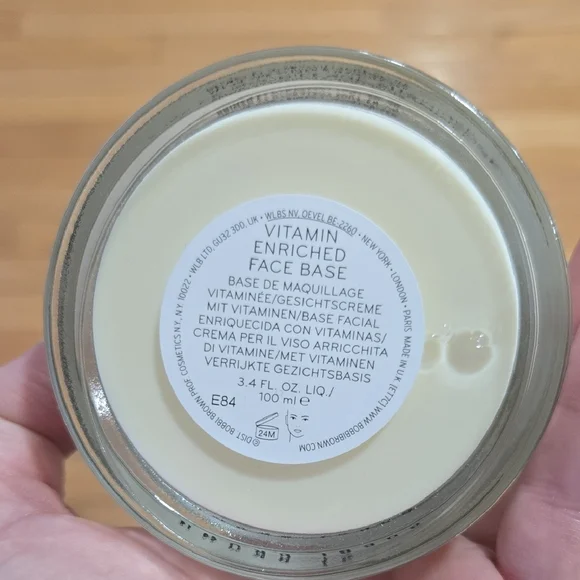 VITAMIN
ENRICHED
FACE BASE
BASE DE MAQUILLAGE
VITAMINÉE/GESICHTSCREME
MIT VITAMINEN/BASE FACIAL
ENRIQUECIDA CON VITAMINAS/
CREMA PER IL VISO ARRICCHITA
DI VITAMINE/MET VITAMINEN
VERRIJKTE GEZICHTSBASIS
3.4 FL. OZ. LIQ./
100 ml ℮
E84
24M
© DIST. BOBBI BROWN PROF. COSMETICS N.Y., N.Y. 10022 • WLB LTD, GU32 3DD, UK • WLBS NV, OEVEL BE-2260 • NEW YORK • LONDON • PARIS MADE IN U.K. [ETC] WWW.BOBBIBROWN.COM